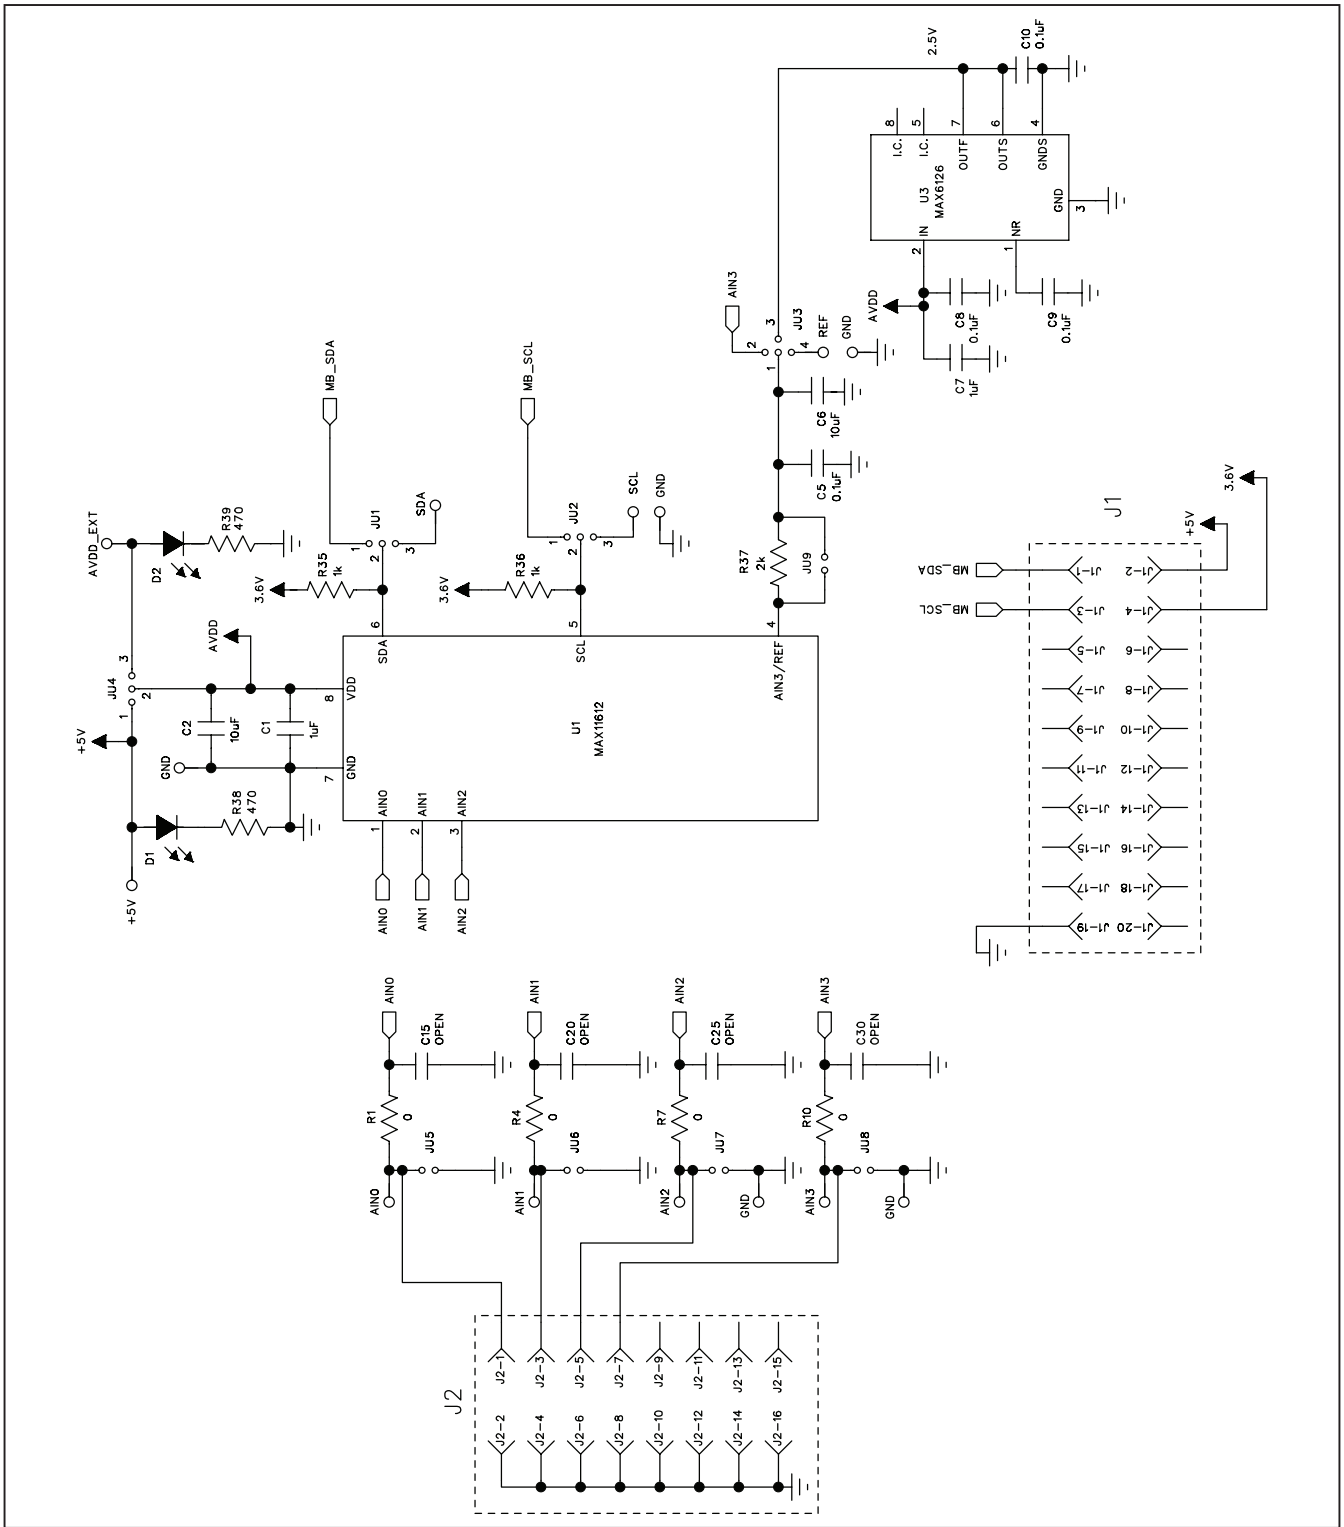 AVDD_EXT
D2
R39
470
+5V
JU4
1
2
3
AVDD
C2
10uF
C1
1uF
GND
R38
470
D1
+5V
3.6V
R35
1k
MB_SDA
JU1
1
2
3
SDA
3.6V
R36
1k
MB_SCL
JU2
1
2
3
SCL
GND
8
VDD
7
GND
6
SDA
5
SCL
4
AIN3/REF
U1
MAX11612
1
AIN0
2
AIN1
3
AIN2
AIN0
AIN1
AIN2
R37
2k
JU9
C5
0.1uF
C6
10uF
AIN3
JU3
1
2
3
4
REF
GND
2.5V
C10
0.1uF
8
I.C.
5
I.C.
7
OUTF
6
OUTS
4
GNDS
U3
MAX6126
IN
2
NR
1
GND
3
AVDD
C8
0.1uF
C7
1uF
C9
0.1uF
J1
3.6V
+5V
MB_SDA
MB_SCL
J1-1
J1-2
J1-3
J1-4
J1-5
J1-6
J1-7
J1-8
J1-9
J1-10
J1-11
J1-12
J1-13
J1-14
J1-15
J1-16
J1-17
J1-18
J1-19
J1-20
AIN0
C15
OPEN
R1
0
JU5
AIN0
AIN1
C20
OPEN
R4
0
JU6
AIN1
AIN2
C25
OPEN
R7
0
JU7
AIN2
GND
AIN3
C30
OPEN
R10
0
JU8
AIN3
GND
J2
J2-1
J2-2
J2-3
J2-4
J2-5
J2-6
J2-7
J2-8
J2-9
J2-10
J2-11
J2-12
J2-13
J2-14
J2-15
J2-16